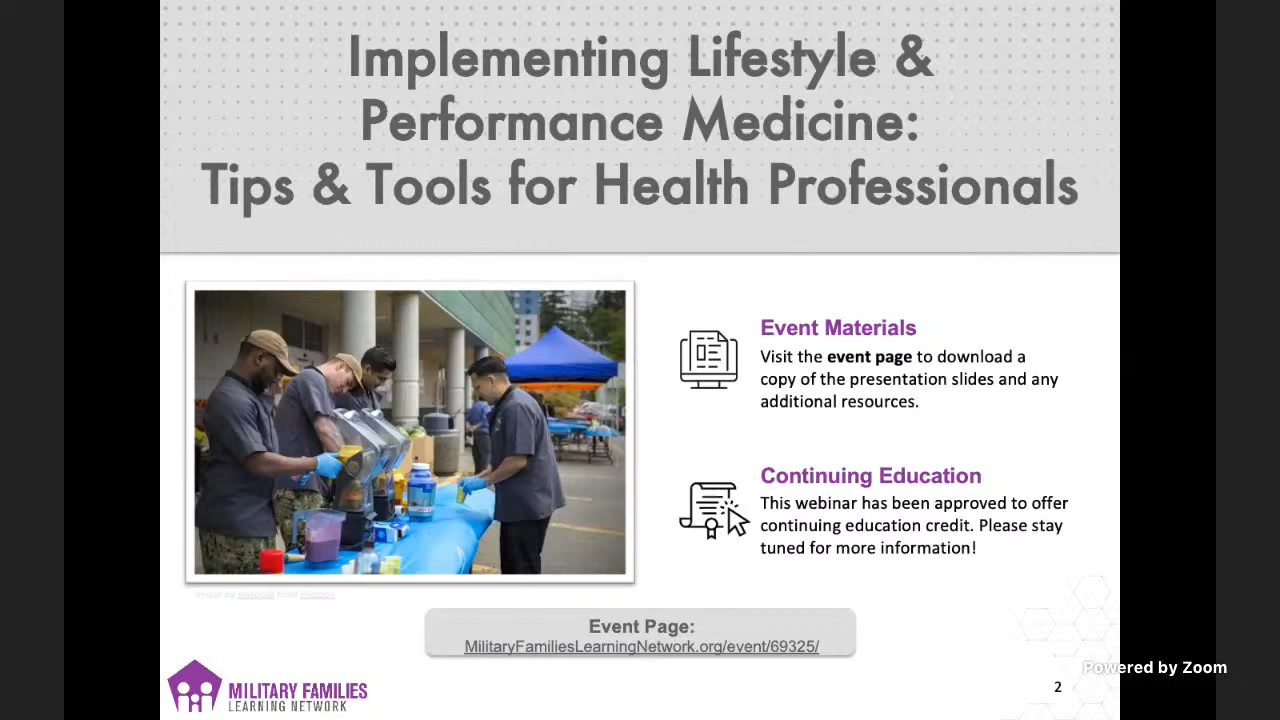 Implementing Lifestyle &
Performance Medicine:
Tips & Tools for Health Professionals
Event Materials
Visit the event page to download a
copy of the presentation slides and any
additional resources.
Continuing Education
This webinar has been approved to offer
continuing education credit. Please stay
tuned for more information!
Event Page:
MilitaryFamiliesLearningNetwork.org/event/69325/
MILITARY FAMILIES
LEARNING NETWORK
2
Powered by Zoom